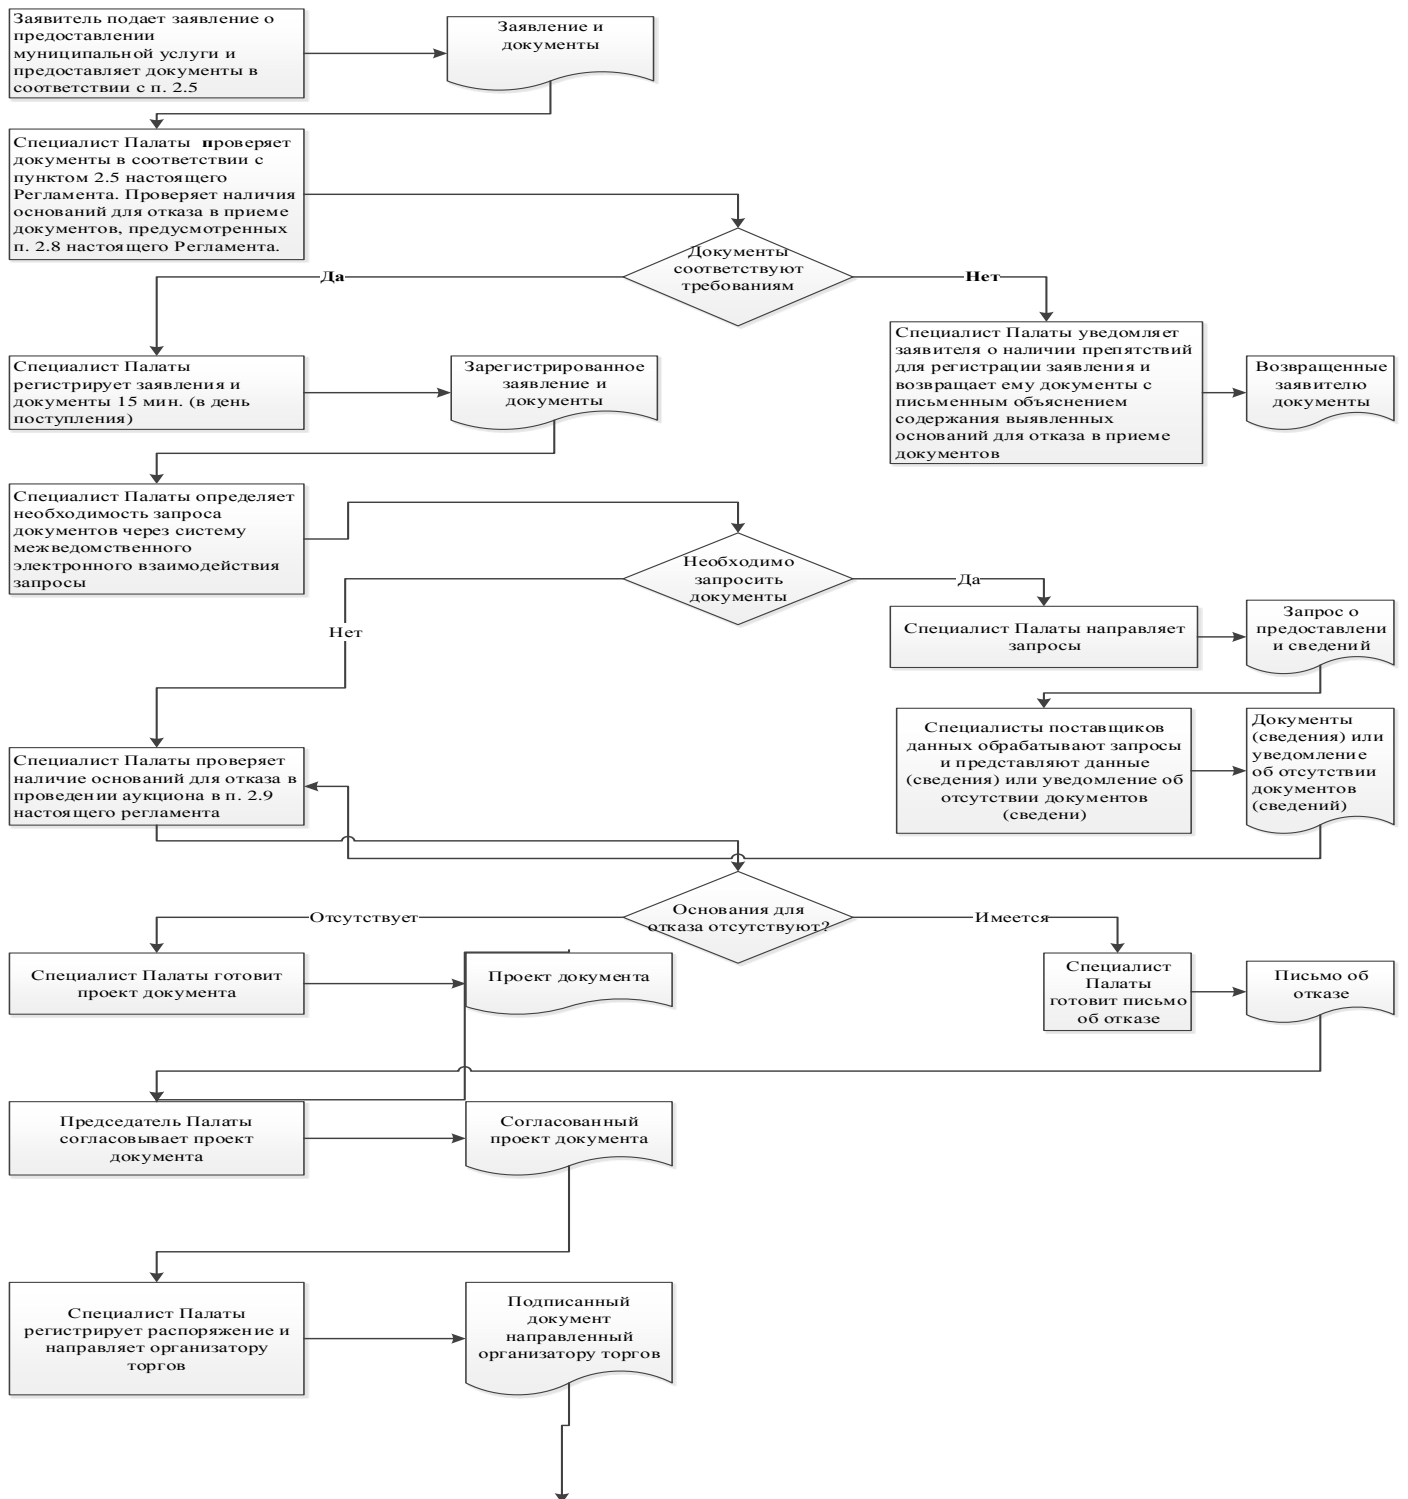 Заявитель подает заявление о
предоставлении
муниципальной услуги и
предоставляет документы в
соответствии с п. 2.5
Заявление и
документы
Специалист Палаты проверяет
документы в соответствии с
пунктом 2.5 настоящего
Регламента. Проверяет наличия
оснований для отказа в приеме
документов, предусмотренных
п. 2.8 настоящего Регламента.
Документы
соответствуют
требованиям
Да
Нет
Специалист Палаты
регистрирует заявления и
документы 15 мин. (в день
поступления)
Зарегистрированное
заявление и
документы
Специалист Палаты уведомляет
заявителя о наличии препятствий
для регистрации заявления и
возвращает ему документы с
письменным объяснением
содержания выявленных
оснований для отказа в приеме
документов
Возвращенные
заявителю
документы
Специалист Палаты определяет
необходимость запроса
документов через систему
межведомственного
электронного взаимодействия
запросы
Необходимо
запросить
документы
Да
Нет
Специалист Палаты направляет
запросы
Запрос о
предоставлени
и сведений
Специалисты поставщиков
данных обрабатывают запросы
и представляют данные
(сведения) или уведомление об
отсутствии документов
(сведени)
Документы
(сведения) или
уведомление
об отсутствии
документов
(сведений)
Специалист Палаты проверяет
наличие оснований для отказа в
проведении аукциона в п. 2.9
настоящего регламента
Основания для
отказа отсутствуют?
Отсутствует
Имеется
Специалист Палаты готовит
проект документа
Проект документа
Специалист
Палаты
готовит письмо
об отказе
Письмо об
отказе
Председатель Палаты
согласовывает проект
документа
Согласованный
проект документа
Специалист Палаты
регистрирует распоряжение и
направляет организатору
торгов
Подписанный
документ
направленный
организатору торгов